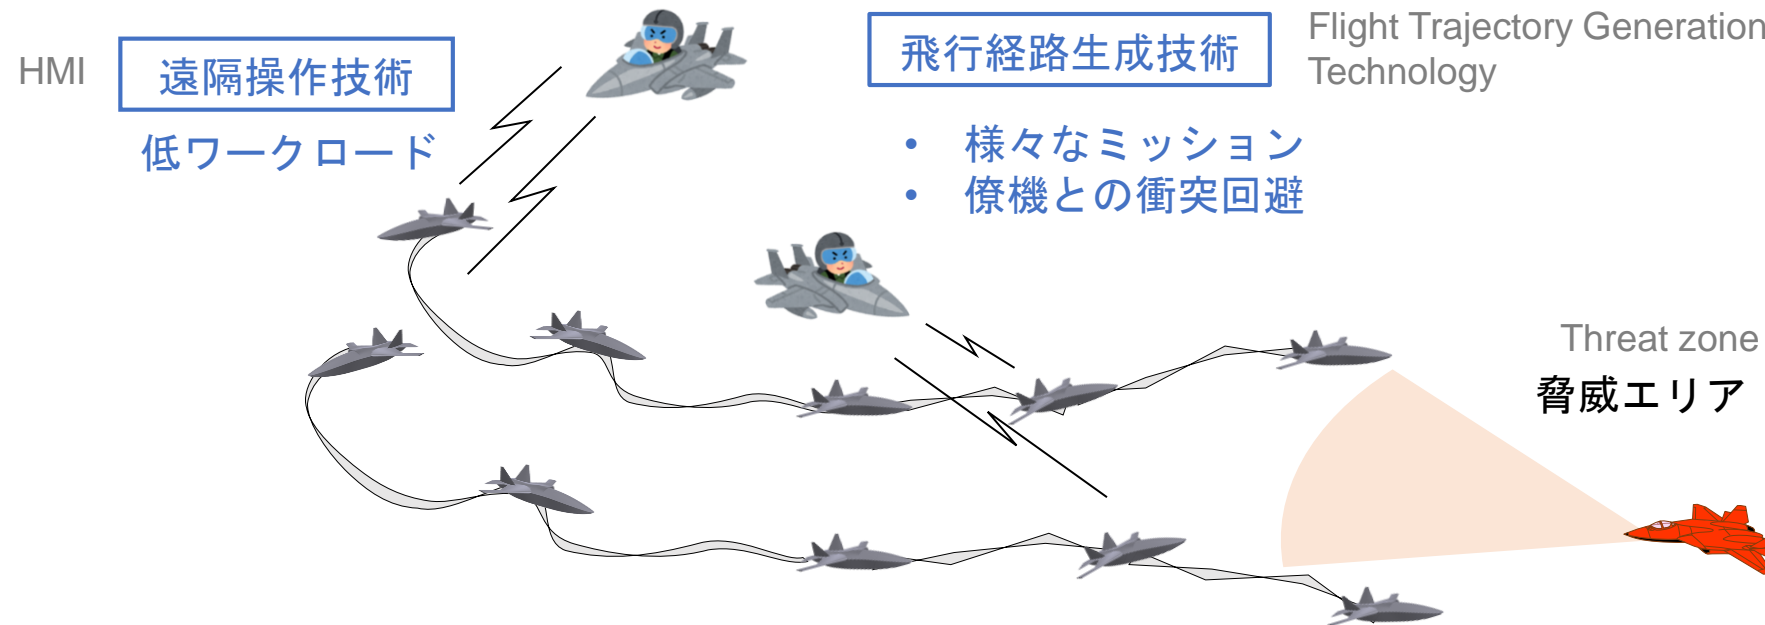 HMI
遠隔操作技術
低ワークロード
飛行経路生成技術
Flight Trajectory Generation
Technology
• 様々なミッション
• 僚機との衝突回避
Threat zone
脅威エリア